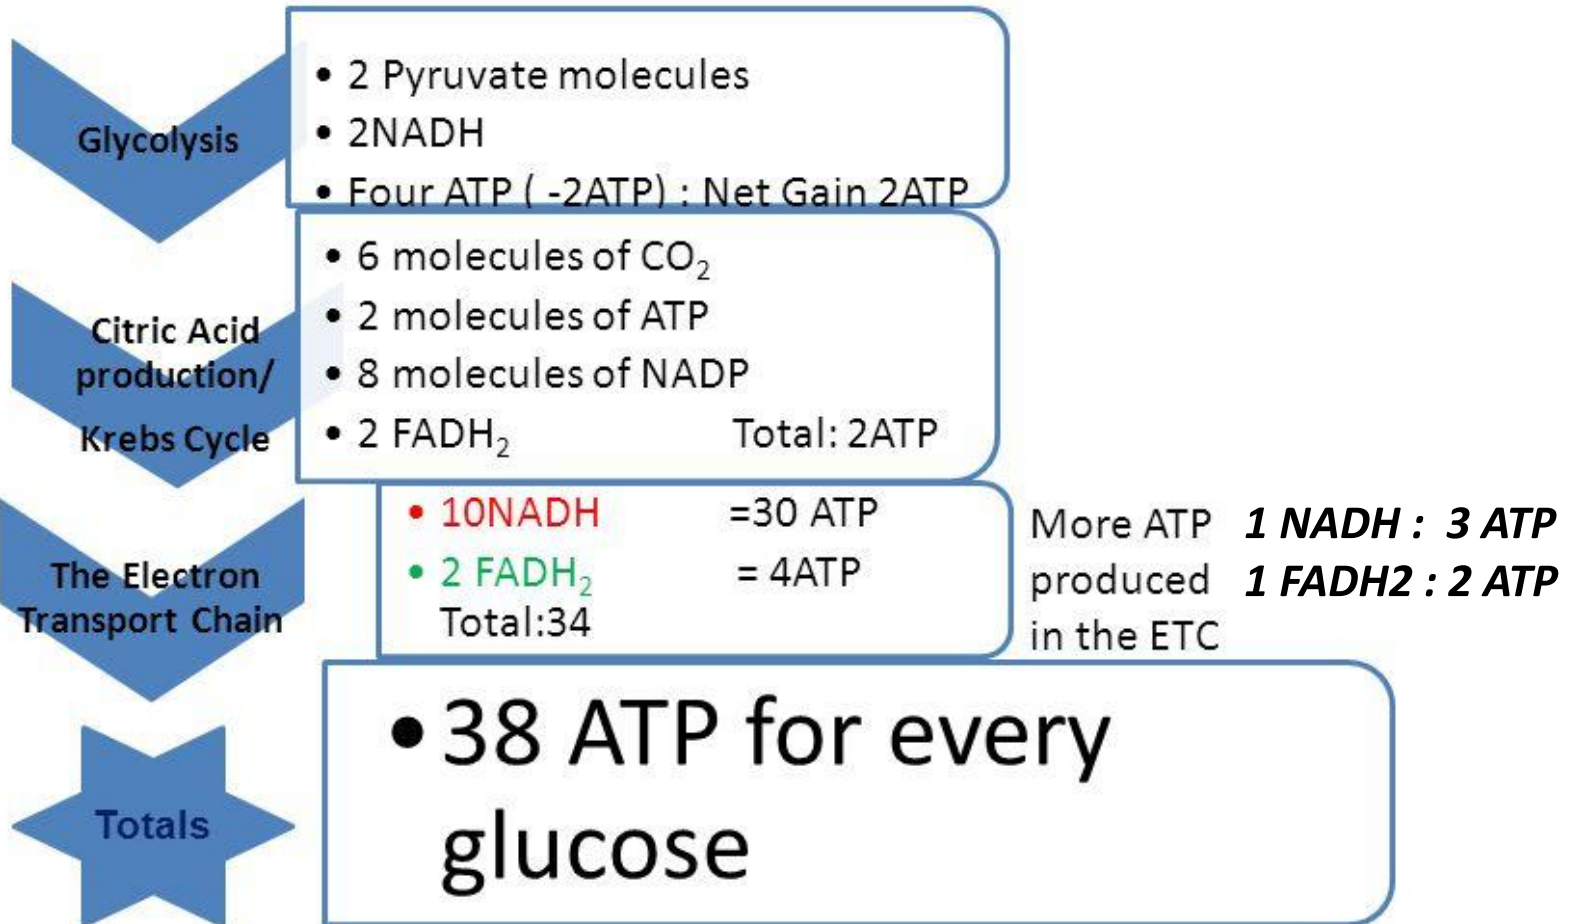 Glycolysis
• 2 Pyruvate molecules
• 2NADH
• Four ATP ( -2ATP) : Net Gain 2ATP
Citric Acid
production/
Krebs Cycle
• 6 molecules of CO₂
• 2 molecules of ATP
• 8 molecules of NADP
• 2 FADH₂ Total: 2ATP
The Electron
Transport Chain
• 10NADH =30 ATP
• 2 FADH₂ = 4ATP
Total:34
More ATP
produced
in the ETC
1 NADH : 3 ATP
1 FADH2 : 2 ATP
Totals
• 38 ATP for every
glucose